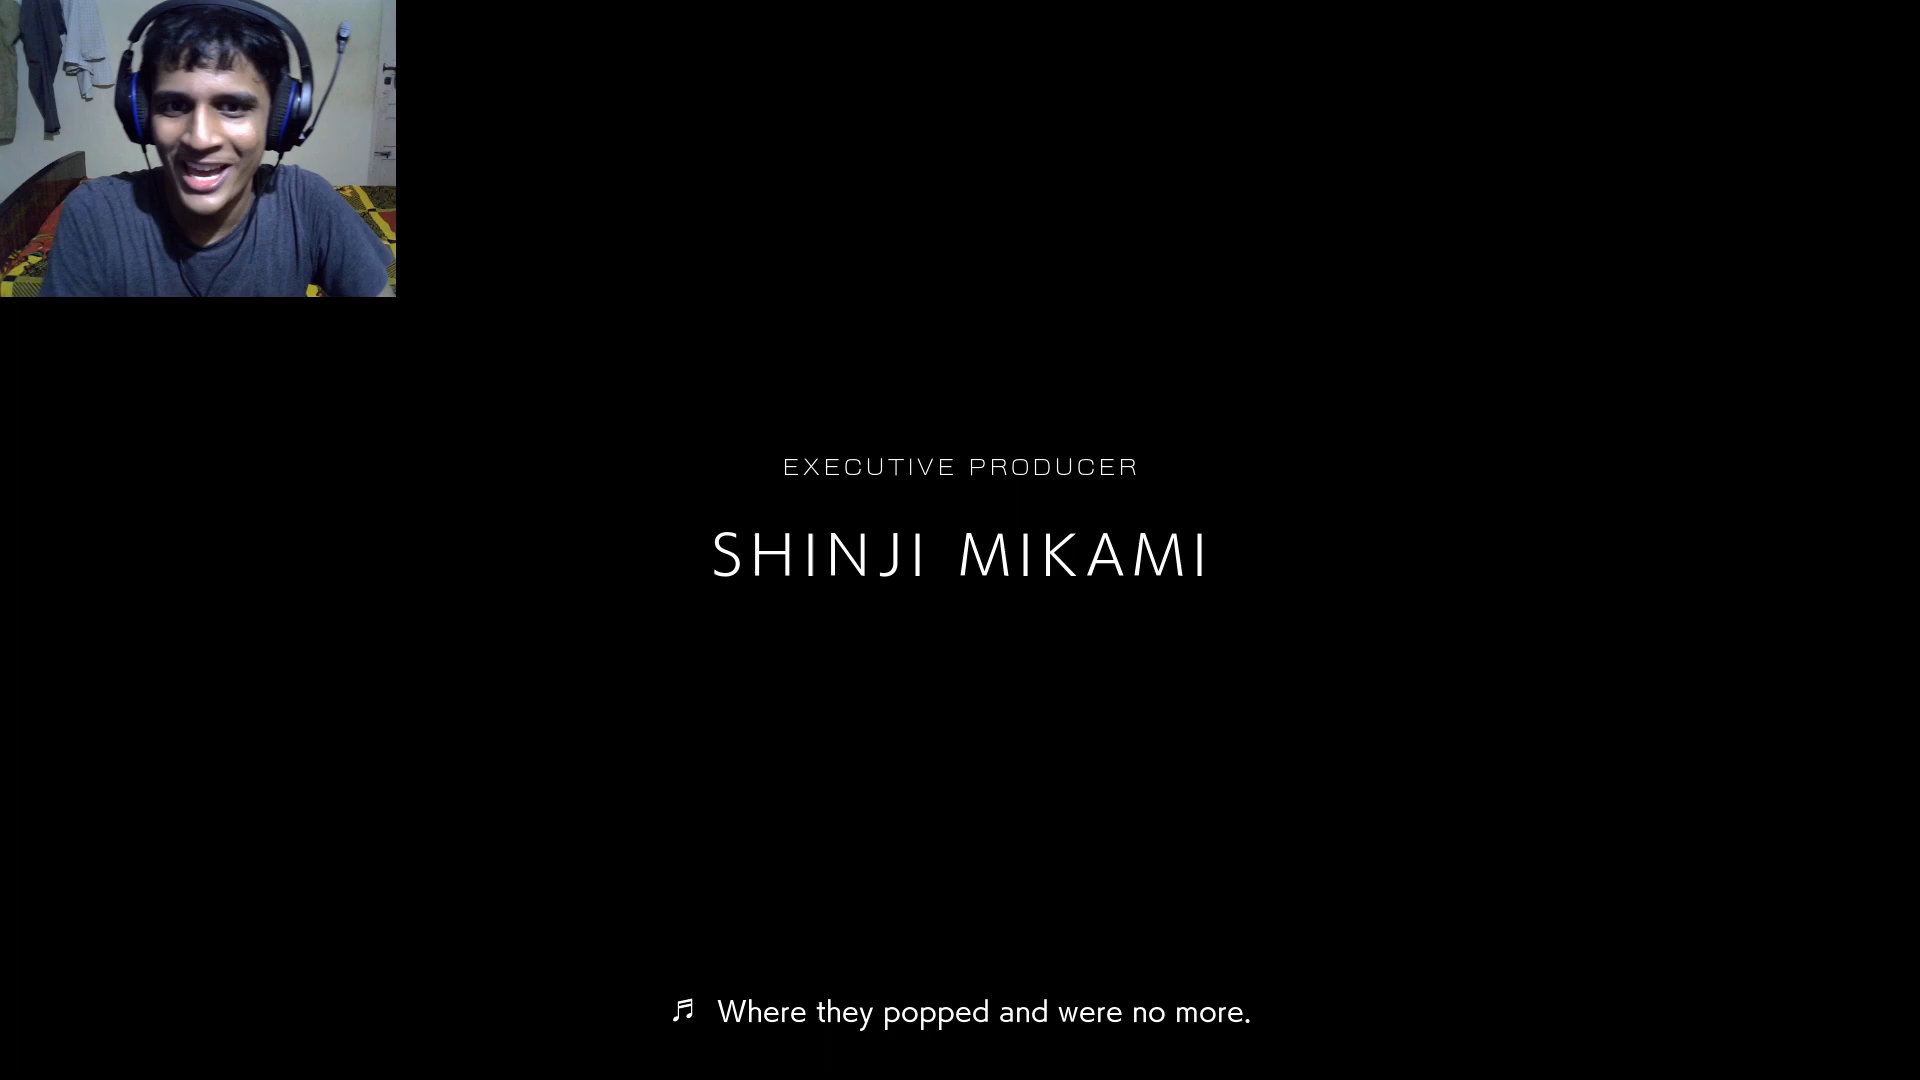 EXECUTIVE PRODUCER
SHINJI MIKAMI
♬ Where they popped and were no more.